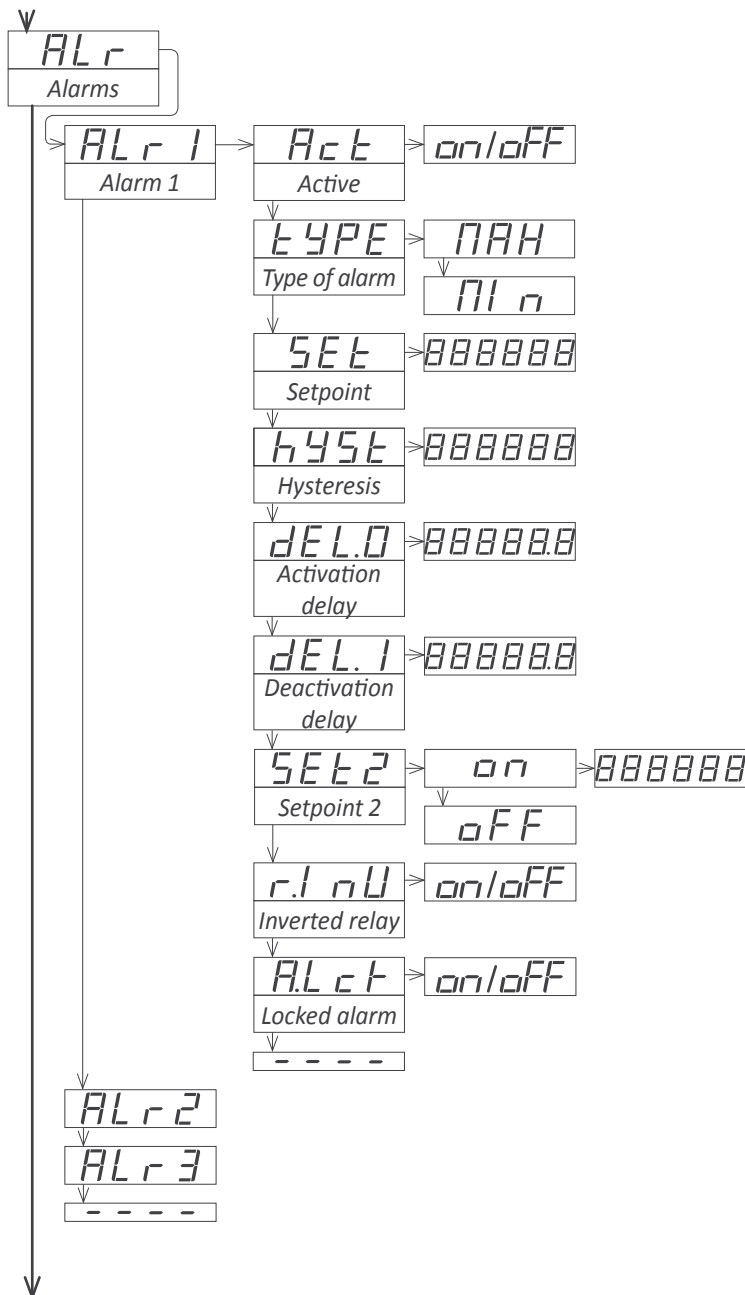 ALr
Alarms
ALr 1
Act
on/oFF
Alarm 1
Active
tYPE
MAH
Type of alarm
MI n
SEt
888888
Setpoint
hYSt
888888
Hysteresis
dEL.0
88888.8
Activation
delay
dEL.1
88888.8
Deactivation
delay
SEt2
on
888888
Setpoint 2
oFF
r.I nU
on/oFF
Inverted relay
A.Lct
on/oFF
Locked alarm
- - - -
ALr2
ALr3
- - - -